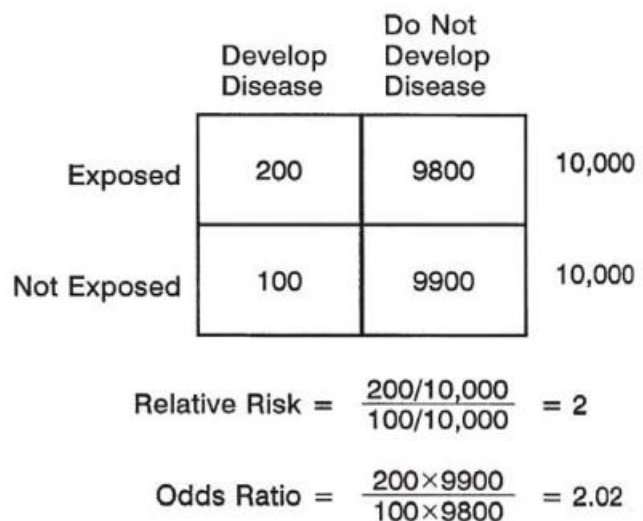 Develop Disease
Do Not Develop Disease
Exposed 200 9800 10,000
Not Exposed 100 9900 10,000
Relative Risk = 200/10,000 / 100/10,000 = 2
Odds Ratio = 200×9900 / 100×9800 = 2.02